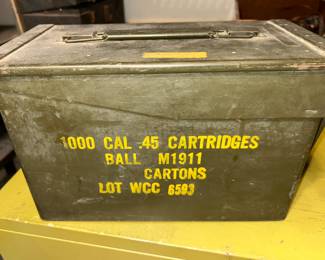 1000 CAL .45 CARTRIDGES
BALL M1911
CARTONS
LOT WCC 6593